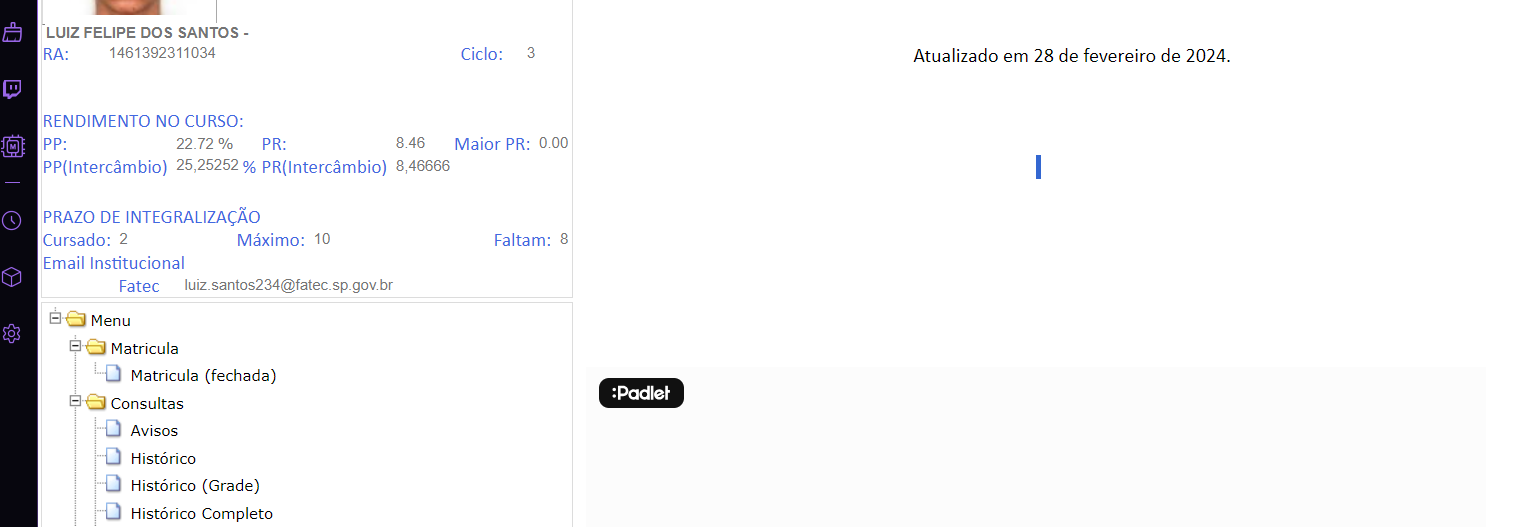 LUIZ FELIPE DOS SANTOS -
RA: 1461392311034 Ciclo: 3
RENDIMENTO NO CURSO:
PP: 22.72 % PR: 8.46 Maior PR: 0.00
PP(Intercâmbio) 25,25252 % PR(Intercâmbio) 8,46666
PRAZO DE INTEGRALIZAÇÃO
Cursado: 2 Máximo: 10 Faltam: 8
Email Institucional
Fatec luiz.santos234@fatec.sp.gov.br
Menu
Matricula
Matricula (fechada)
Consultas
Avisos
Histórico
Histórico (Grade)
Histórico Completo
Atualizado em 28 de fevereiro de 2024.
:Padlet